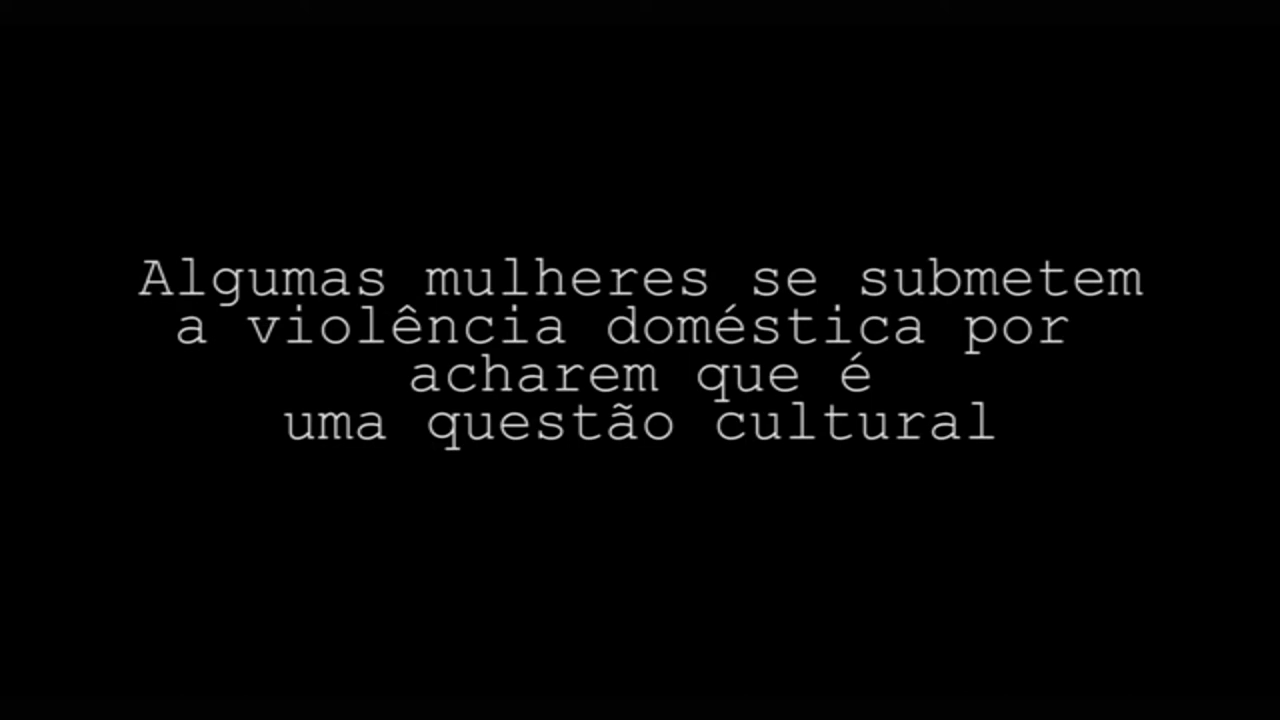 Algumas mulheres se submetem
a violência doméstica por
acharem que é
uma questão cultural